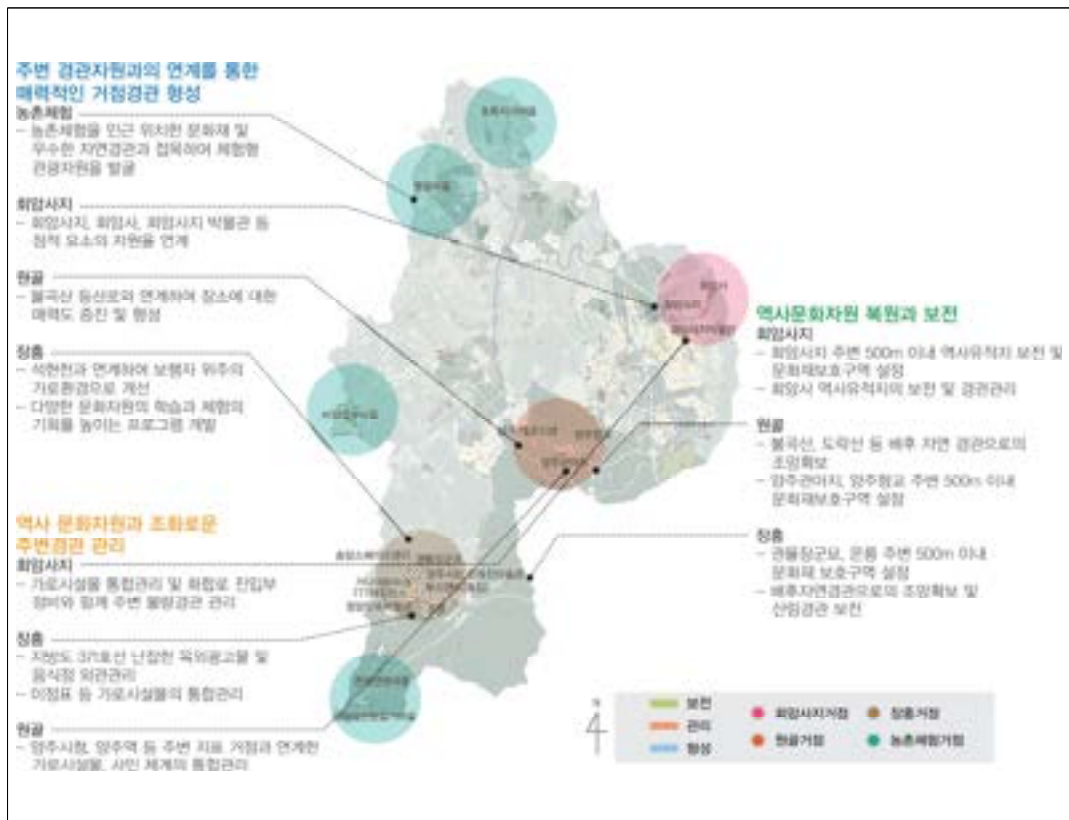 주변 경관자원과의 연계를 통한
매력적인 거점경관 형성
농촌체험
- 농촌체험을 인근 위치한 문화재 및
우수한 자연경관과 접목하여 체험형
관광자원을 발굴
회암사지
- 회암사지, 회암사, 회암사지 박물관 등
점적 요소의 자원을 연계
원골
- 불곡산 등산로와 연계하여 장소에 대한
매력도 증진 및 형성
장흥
- 석현천과 연계하여 보행자 위주의
가로환경으로 개선
- 다양한 문화자원의 학습과 체험의
기회를 높이는 프로그램 개발
역사 문화자원과 조화로운
주변경관 관리
회암사지
- 가로시설물 통합관리 및 화합로 진입부
정비와 함께 주변 불량경관 관리
장흥
- 지방도 371호선 난잡한 옥외광고물 및
음식점 외관관리
- 이정표 등 가로시설물의 통합관리
원골
- 양주시청, 양주역 등 주변 지표 거점과 연계한
가로시설물, 사인 체계의 통합관리
회암사
회암사지
회암사지박물관
양주향교
역사문화자원 복원과 보전
회암사지
- 회암사지 주변 500m 이내 역사유적지 보전 및
문화재보호구역 설정
- 회암사 역사유적지의 보전 및 경관관리
원골
- 불곡산, 도락산 등 배후 자연 경관으로의
조망확보
- 양주관아지, 양주향교 주변 500m 이내
문화재보호구역 설정
장흥
- 권율장군묘, 온릉 주변 500m 이내
문화재 보호구역 설정
- 배후자연경관으로의 조망확보 및
산림경관 보전
보전
관리
형성
회암사지거점
장흥거점
원골거점
농촌체험거점